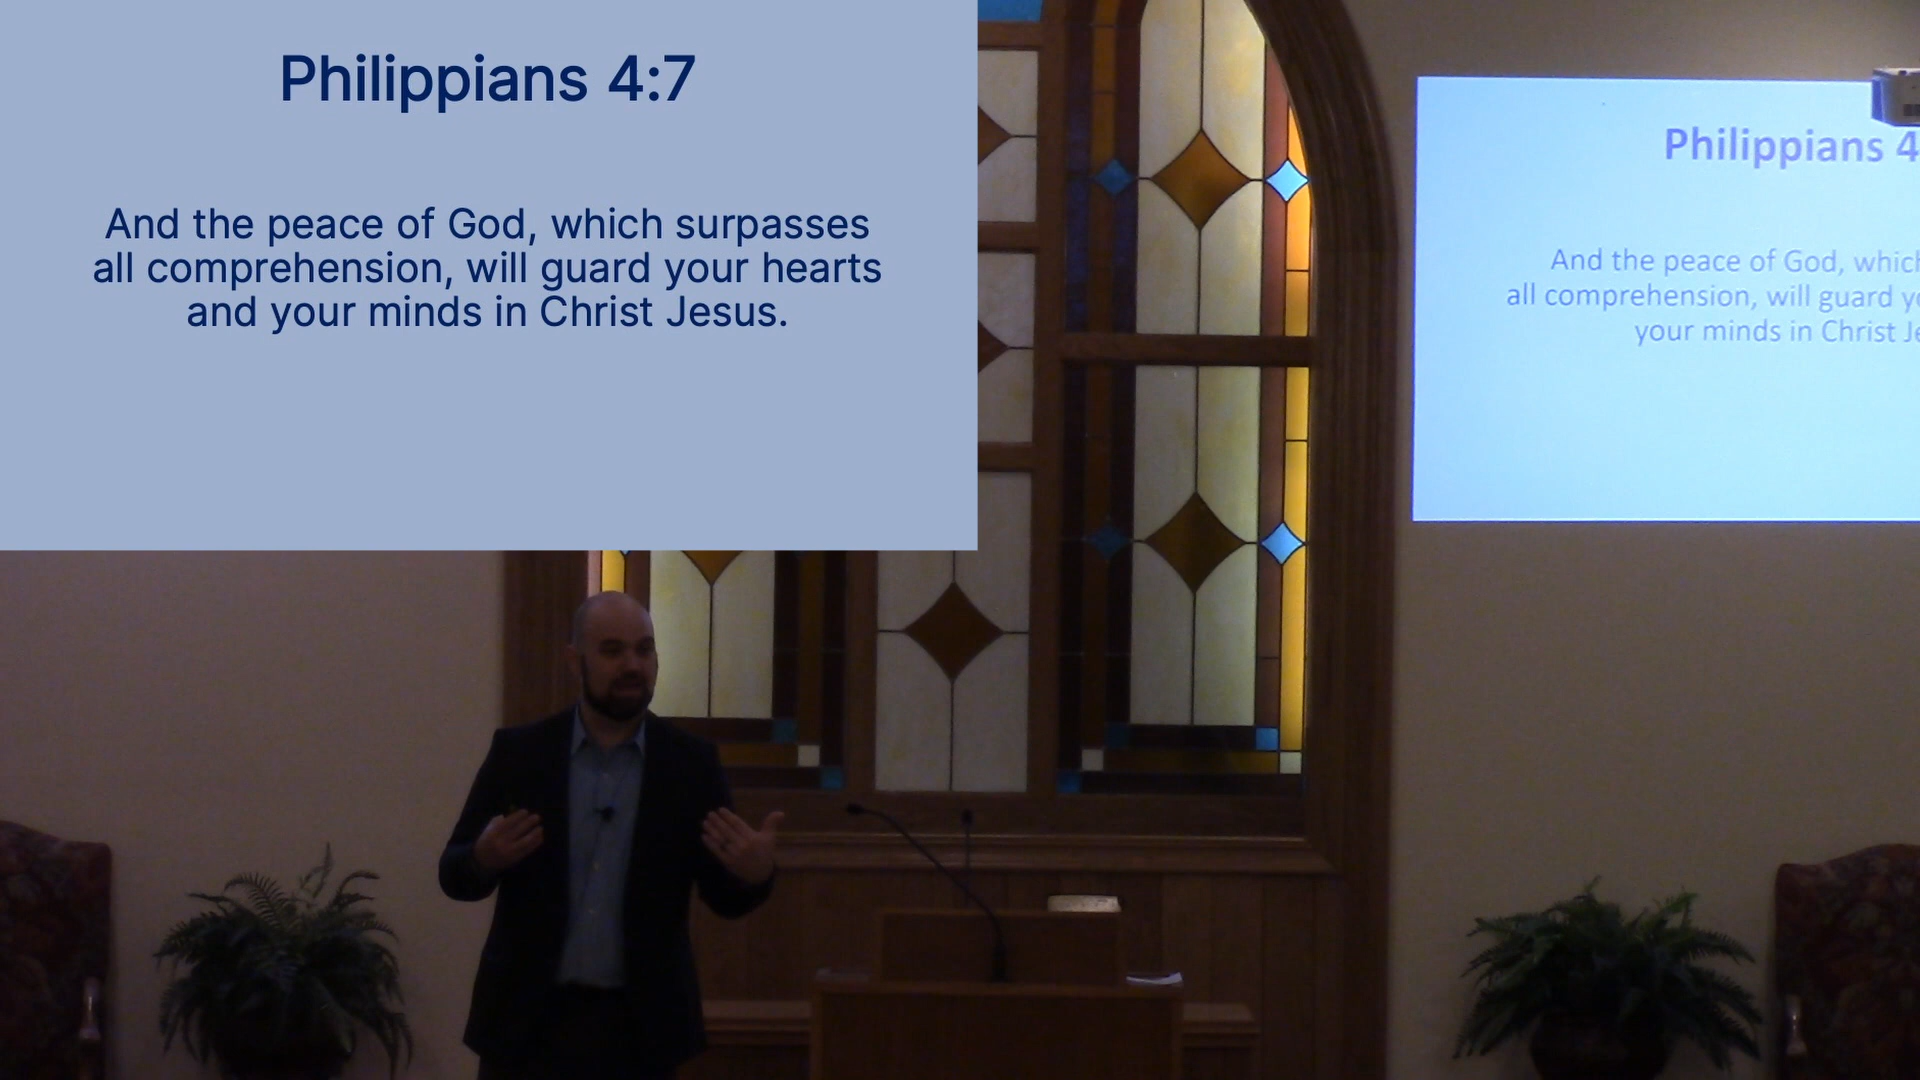 Philippians 4:7
And the peace of God, which surpasses
all comprehension, will guard your hearts
and your minds in Christ Jesus.
Philippians 4
And the peace of God, which
all comprehension, will guard
your minds in Christ